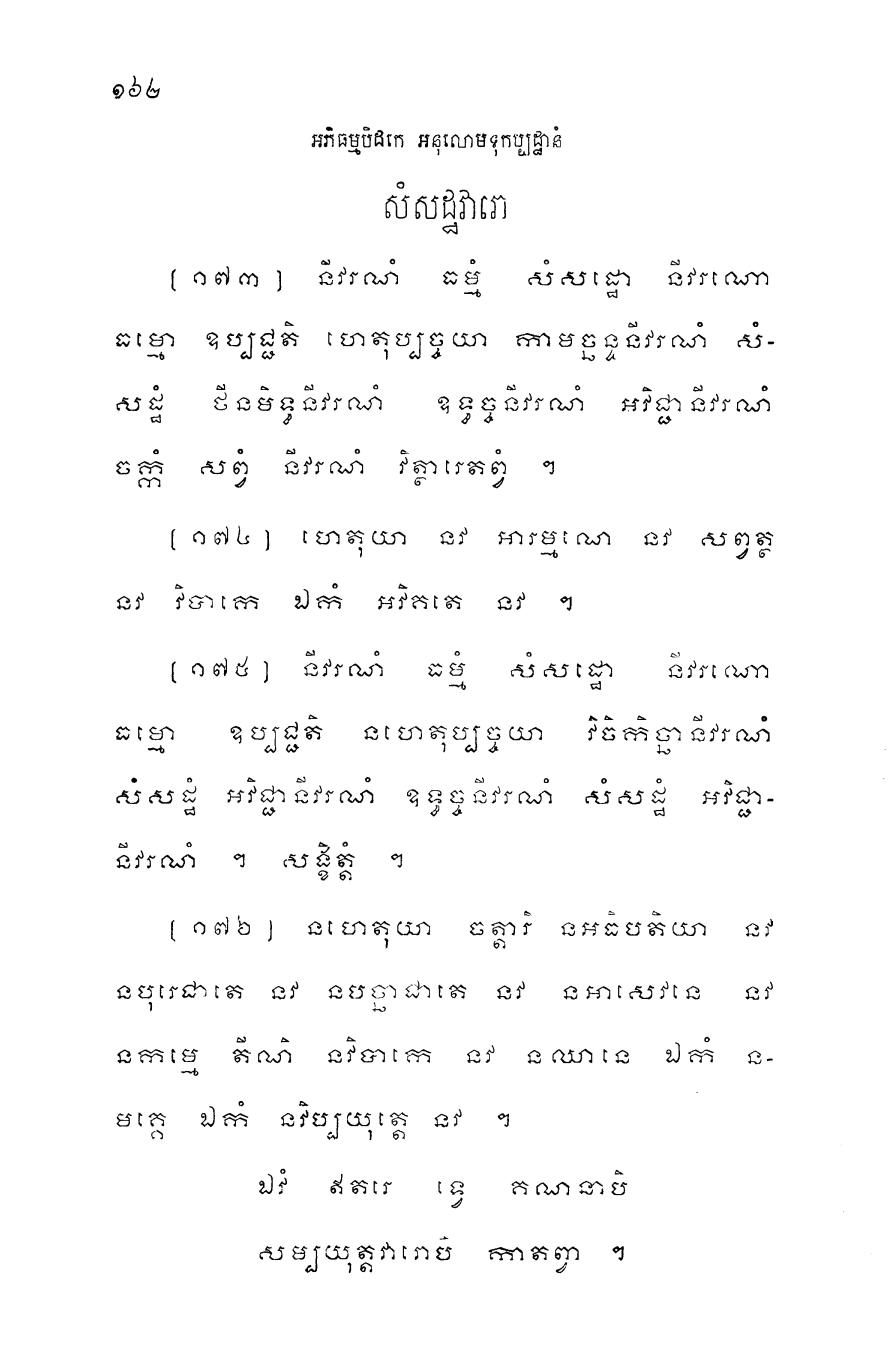 ១៦២
អភិធម្មបិដកេ អនុលោមទុកប្បដ្ឋានំ
សំសដ្ឋវារោ
[ ១៧៣ ] នីវរណំ ធម្មំ សំសដ្ឋោ នីវរណោ
ធម្មោ ឧប្បជ្ជតិ ហេតុប្បច្ចយា កាមច្ឆន្ទនីវរណំ សំ-
សដ្ឋំ ថីនមិទ្ធនីវរណំ ឧទ្ធច្ចនីវរណំ អវិជ្ជានីវរណំ
ចក្កំ សព្វំ នីវរណំ វិត្ថារេតព្វំ ។
[ ១៧៤ ] ហេតុយា នវ អារម្មណេ នវ សព្វត្ថ
នវ វិបាកេ ឯកំ អវិគតេ នវ ។
[ ១៧៥ ] នីវរណំ ធម្មំ សំសដ្ឋោ នីវរណោ
ធម្មោ ឧប្បជ្ជតិ នហេតុប្បច្ចយា វិចិកិច្ឆានីវរណំ
សំសដ្ឋំ អវិជ្ជានីវរណំ ឧទ្ធច្ចនីវរណំ សំសដ្ឋំ អវិជ្ជា-
នីវរណំ ។ សង្ខិត្តំ ។
[ ១៧៦ ] នហេតុយា ចត្តារិ នអធិបតិយា នវ
នបុរេជាតេ នវ នបច្ឆាជាតេ នវ នអាសេវនេ នវ
នកម្មេ តីណិ នវិបាកេ នវ នឈានេ ឯកំ ន-
មគ្គេ ឯកំ នវិប្បយុត្តេ នវ ។
ឯវំ ឥតរេ ទ្វេ គណនាបិ
សម្បយុត្តវារោបិ កាតព្វា ។